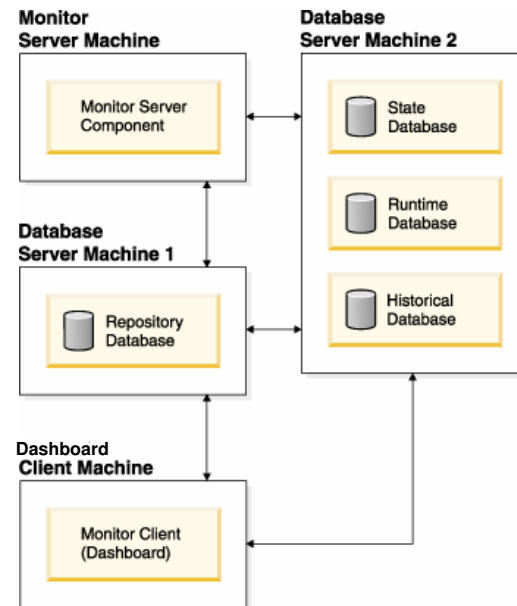 Monitor
Server Machine
Monitor Server
Component
Database
Server Machine 2
State
Database
Runtime
Database
Historical
Database
Database
Server Machine 1
Repository
Database
Dashboard
Client Machine
Monitor Client
(Dashboard)